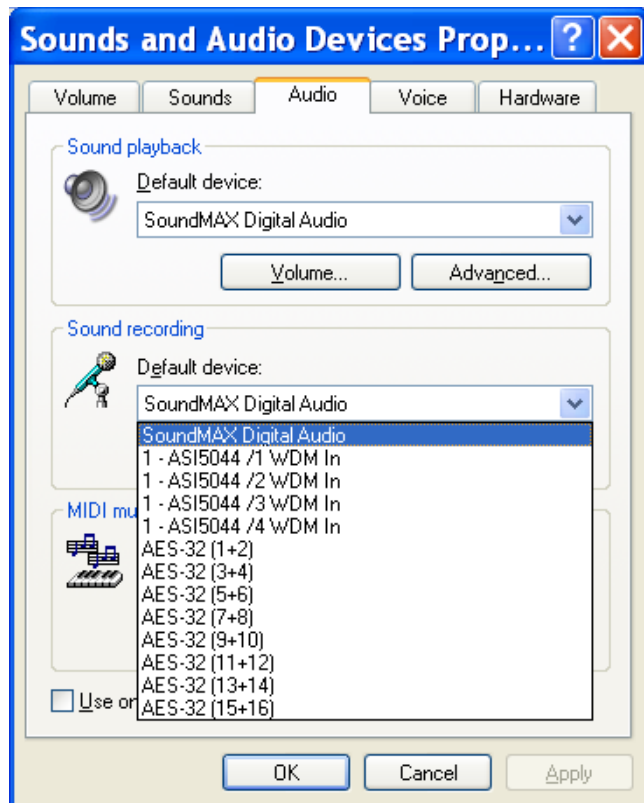 Sounds and Audio Devices Prop...
Volume
Sounds
Audio
Voice
Hardware
Sound playback
Default device:
SoundMAX Digital Audio
Volume...
Advanced...
Sound recording
Default device:
SoundMAX Digital Audio
SoundMAX Digital Audio
1 - ASI5044 /1 WDM In
1 - ASI5044 /2 WDM In
1 - ASI5044 /3 WDM In
1 - ASI5044 /4 WDM In
MIDI mu
AES-32 (1+2)
AES-32 (3+4)
AES-32 (5+6)
AES-32 (7+8)
AES-32 (9+10)
AES-32 (11+12)
AES-32 (13+14)
AES-32 (15+16)
Use on
OK
Cancel
Apply